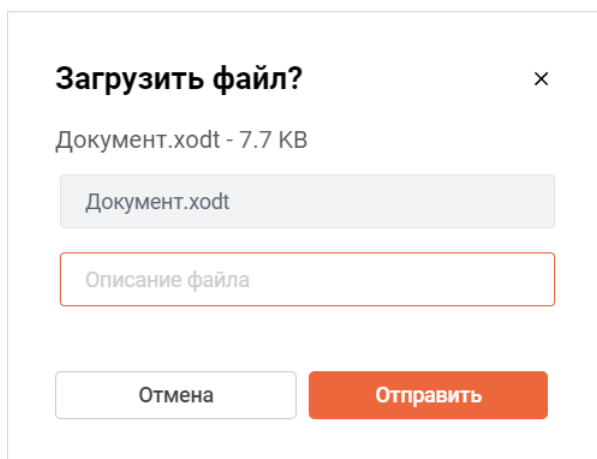 Загрузить файл?
Документ.xodt - 7.7 KB
Документ.xodt
Описание файла
Отмена
Отправить